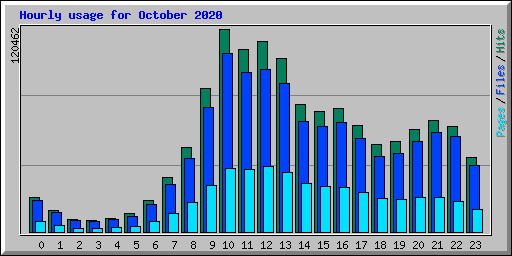 Hourly usage for October 2020
120462
Pages/Files/Hits
0 1 2 3 4 5 6 7 8 9 10 11 12 13 14 15 16 17 18 19 20 21 22 23